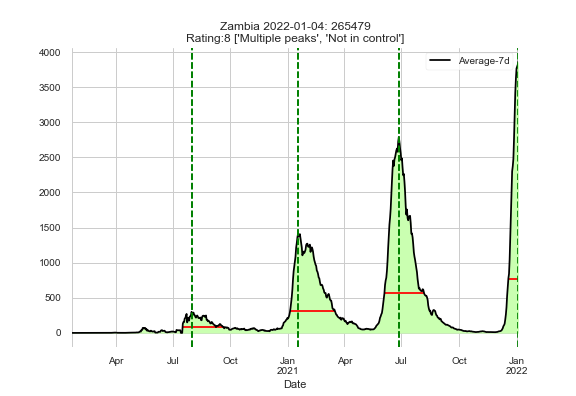 Zambia 2022-01-04: 265479
Rating:8 ['Multiple peaks', 'Not in control']
4000
3500
3000
2500
2000
1500
1000
500
0
Average-7d
Apr
Jul
Oct
Jan
2021
Apr
Jul
Oct
Jan
2022
Date